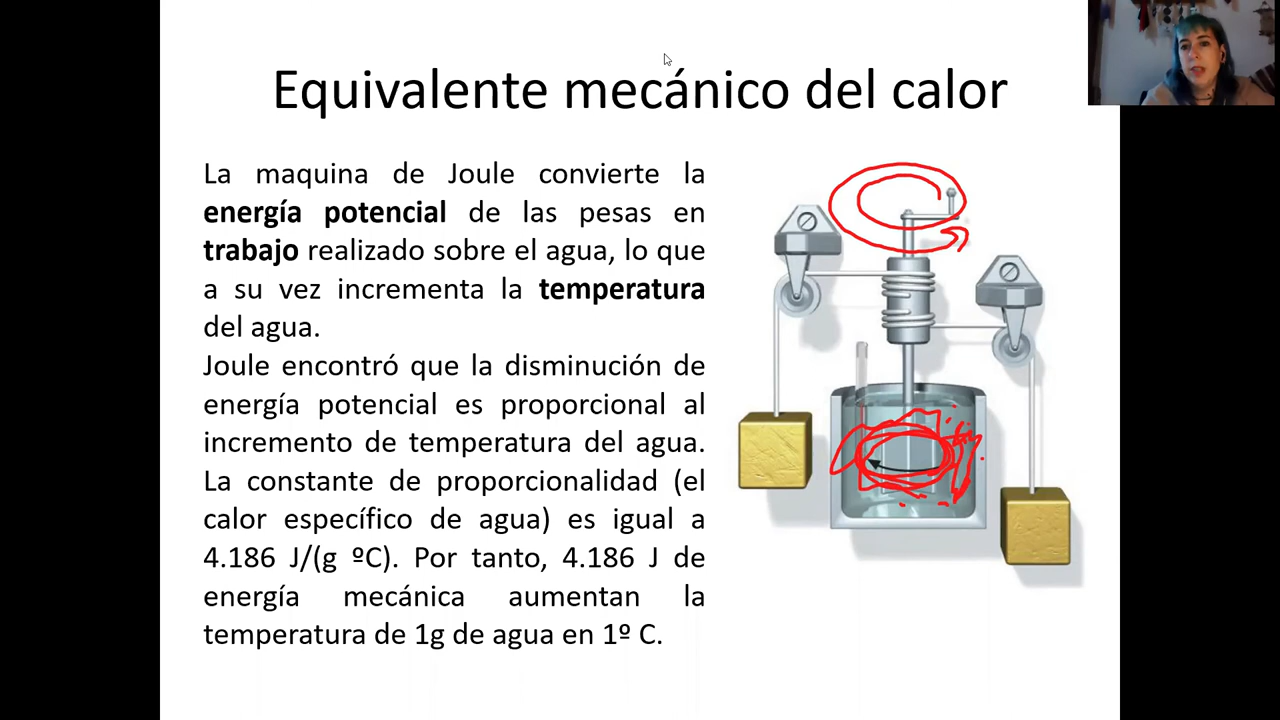 Equivalente mecánico del calor
La maquina de Joule convierte la
energía potencial de las pesas en
trabajo realizado sobre el agua, lo que
a su vez incrementa la temperatura
del agua.
Joule encontró que la disminución de
energía potencial es proporcional al
incremento de temperatura del agua.
La constante de proporcionalidad (el
calor específico de agua) es igual a
4.186 J/(g ºC). Por tanto, 4.186 J de
energía mecánica aumentan la
temperatura de 1g de agua en 1º C.